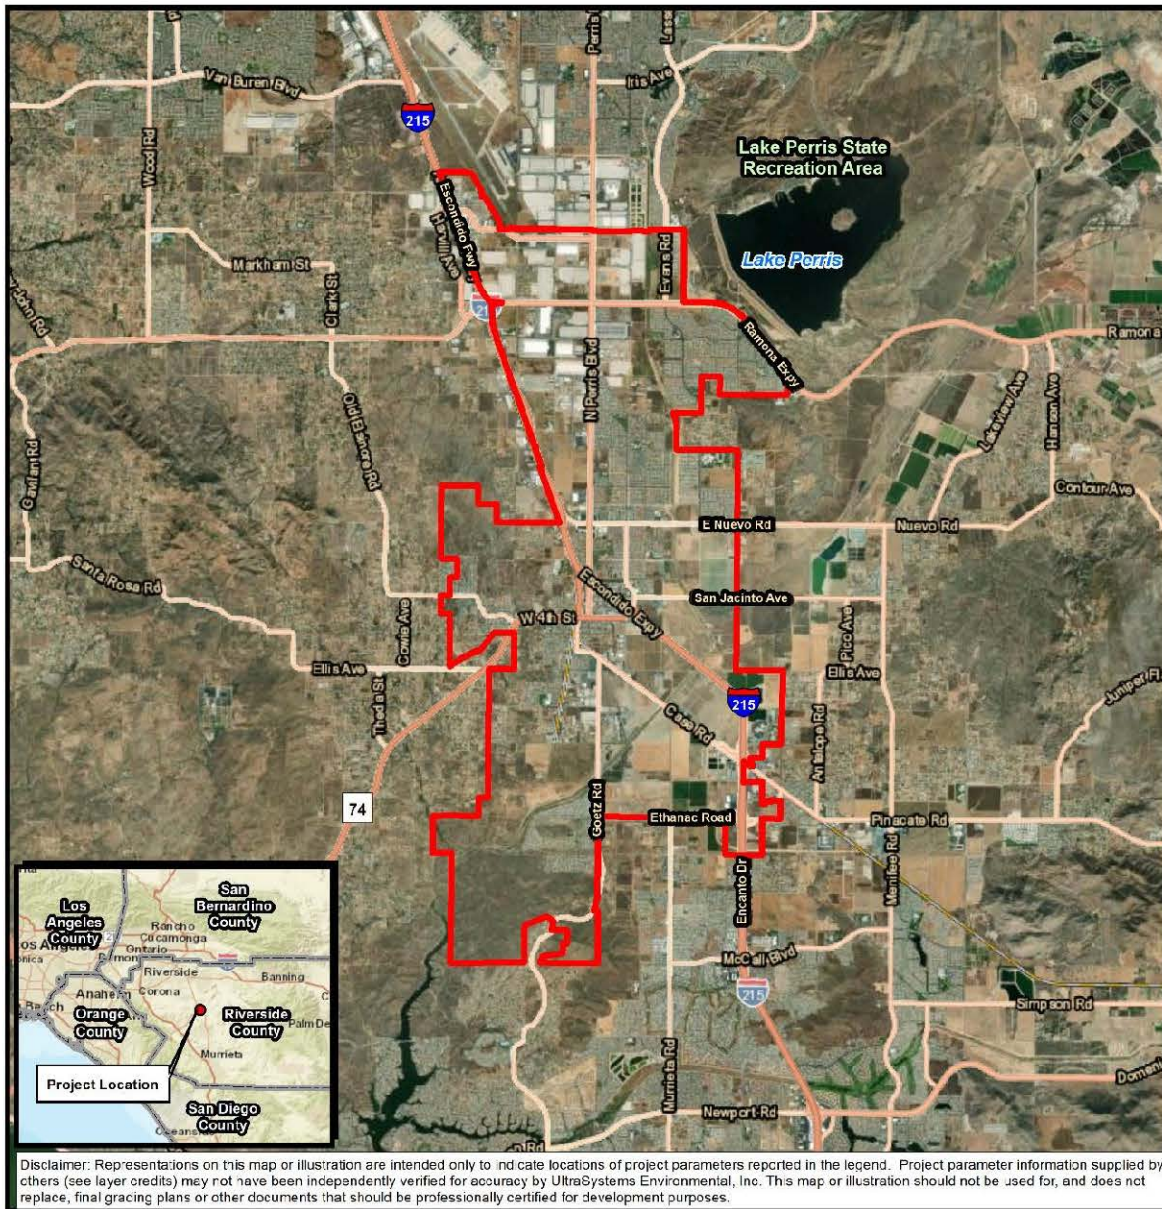 Van Buren Blvd
Perris
Iris Ave
215
Wood Rd
Lake Perris State
Recreation Area
Escondido Fwy
Harvill Ave
Evans Rd
Lake Perris
Markham St
Clark St
Ramona Expy
Ramona
N Perris Blvd
Old Elsinore Rd
Lakeview Ave
Hanson Ave
Gavilan Rd
Contour Ave
E Nuevo Rd
Nuevo Rd
Santa Rosa Rd
Escondido Expy
San Jacinto Ave
W 4th St
Cowie Ave
Pico Ave
Ellis Ave
Ellis Ave
Theda St
215
Case Rd
Antelope Rd
Juniper Fl
74
Goetz Rd
Ethanac Road
Pinacate Rd
Menifee Rd
Encanto Dr
McCall Blvd
215
Simpson Rd
Murrieta Rd
Newport Rd
Domeni
Los
Angeles
County
San
Bernardino
County
Rancho
Cucamonga
Ontario
Riverside
Banning
Corona
Anaheim
Beach
Orange
County
Riverside
County
Palm De
Murrieta
Project Location
San Diego
County
Disclaimer: Representations on this map or illustration are intended only to indicate locations of project parameters reported in the legend. Project parameter information supplied by
others (see layer credits) may not have been independently verified for accuracy by UltraSystems Environmental, Inc. This map or illustration should not be used for, and does not
replace, final grading plans or other documents that should be professionally certified for development purposes.